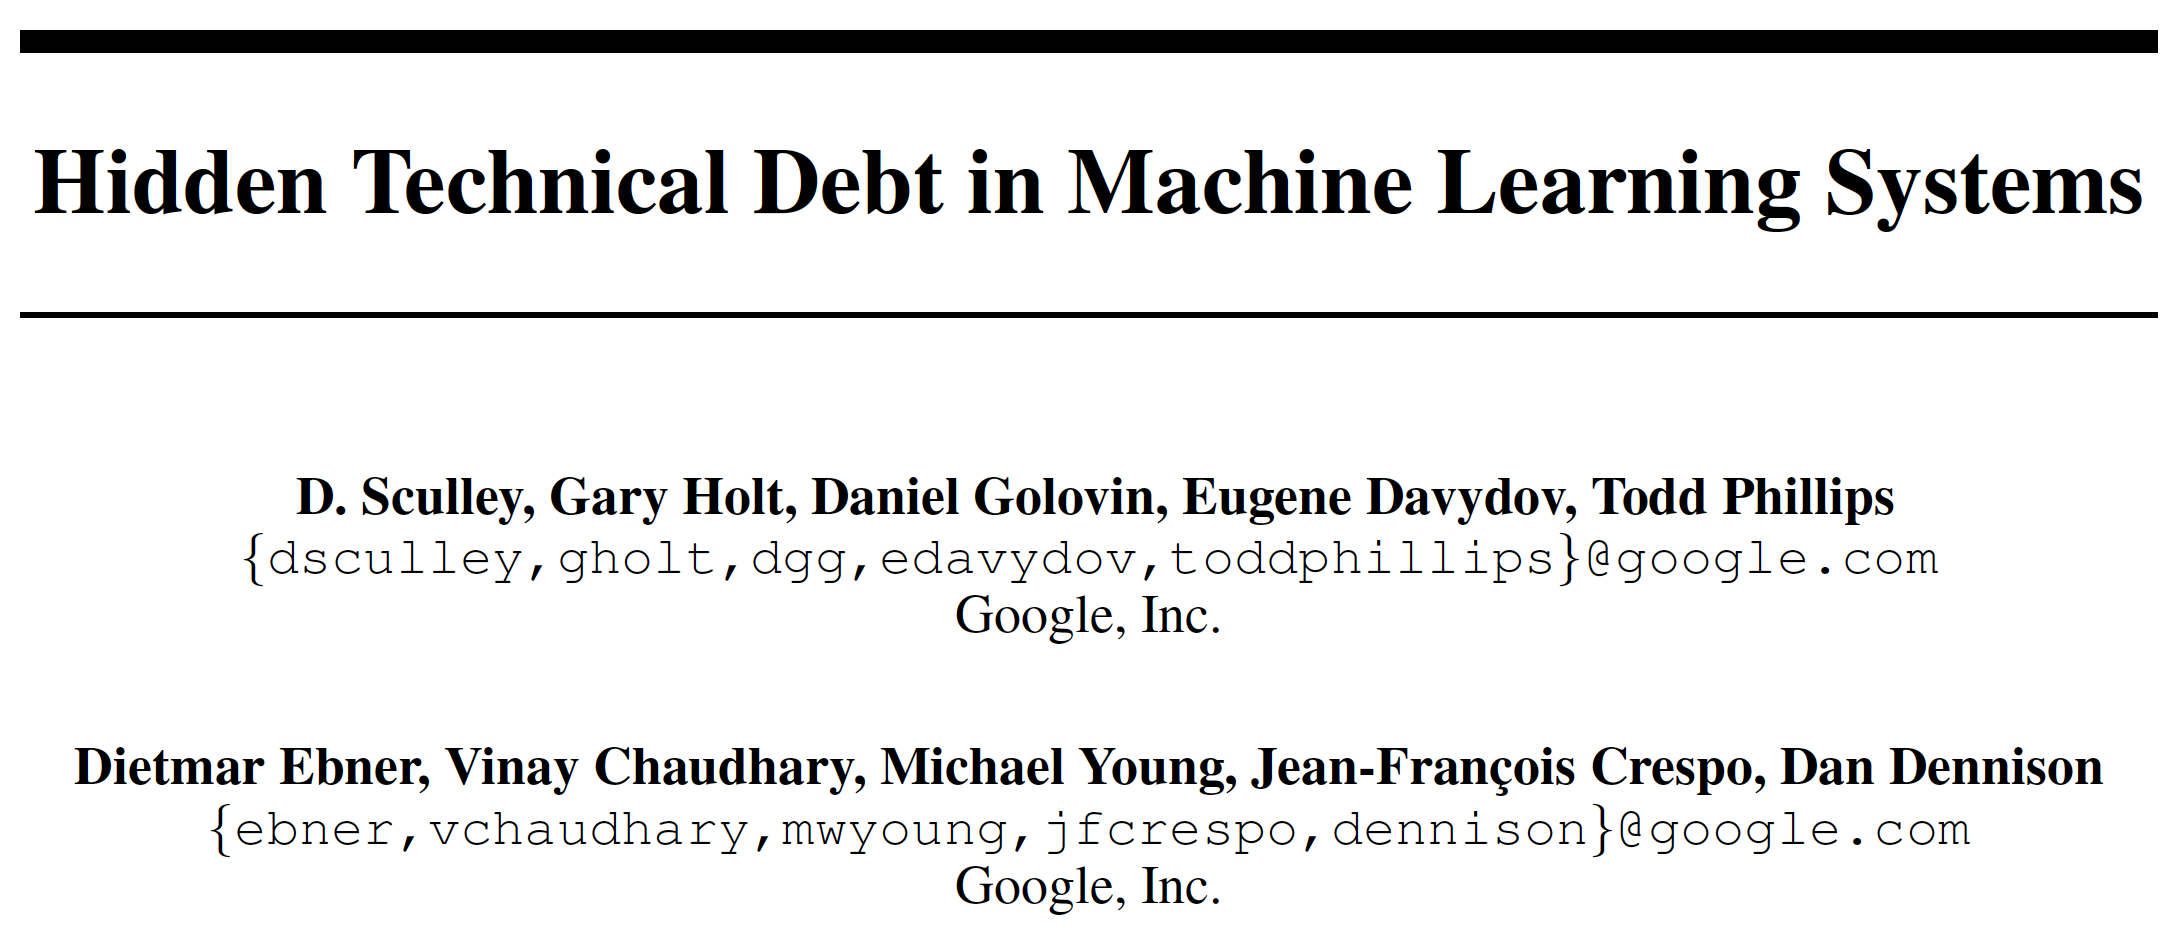 Hidden Technical Debt in Machine Learning Systems
D. Sculley, Gary Holt, Daniel Golovin, Eugene Davydov, Todd Phillips
{dsculley,gholt,dgg,edavydov,toddphillips}@google.com
Google, Inc.
Dietmar Ebner, Vinay Chaudhary, Michael Young, Jean-François Crespo, Dan Dennison
{ebner,vchaudhary,mwyoung,jfcrespo,dennison}@google.com
Google, Inc.